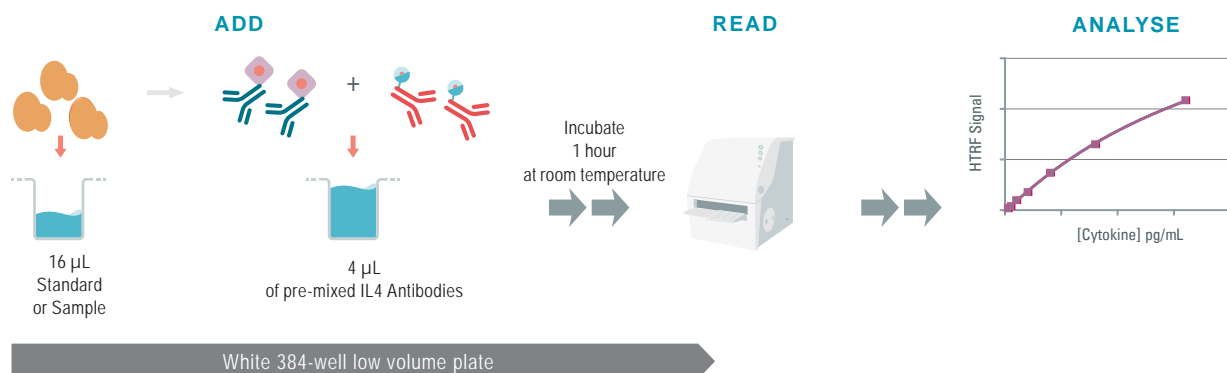 ADD
READ
ANALYSE
+
Incubate
1 hour
at room temperature
HTRF Signal
[Cytokine] pg/mL
16 µL
Standard
or Sample
4 µL
of pre-mixed IL4 Antibodies
White 384-well low volume plate